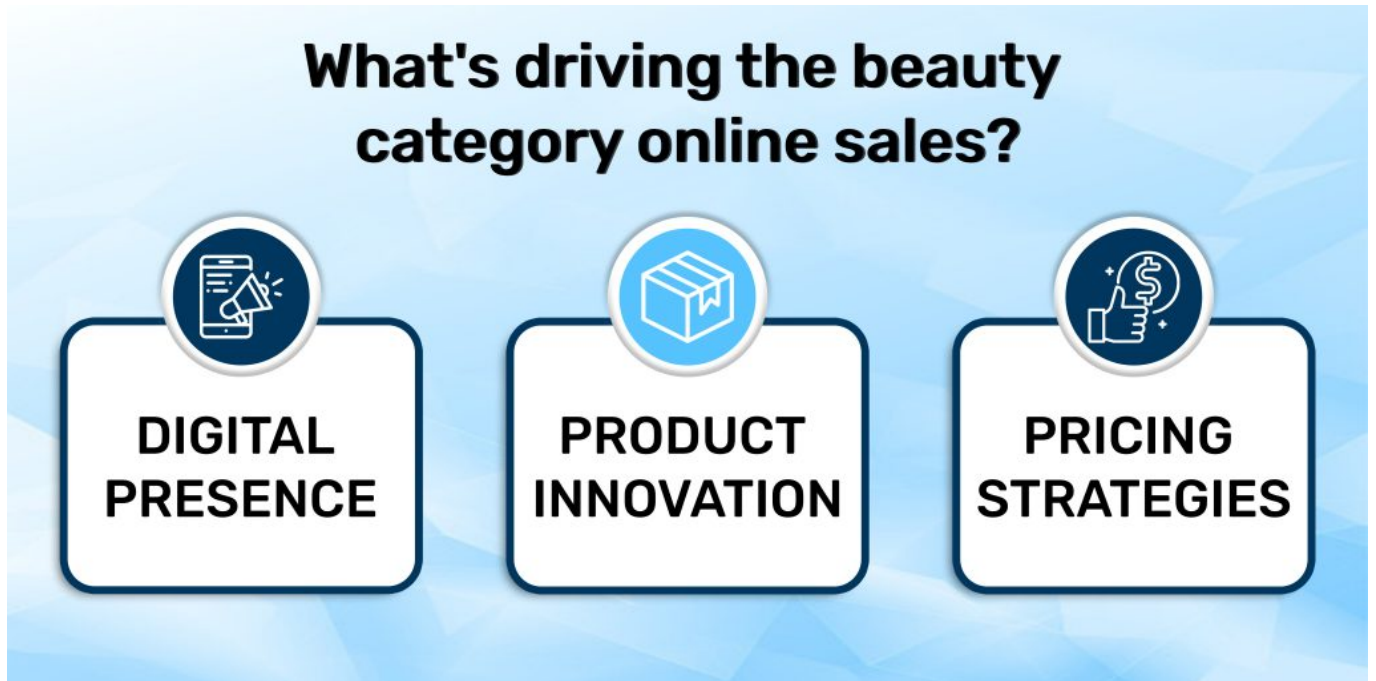 What's driving the beauty
category online sales?
DIGITAL
PRESENCE
PRODUCT
INNOVATION
PRICING
STRATEGIES